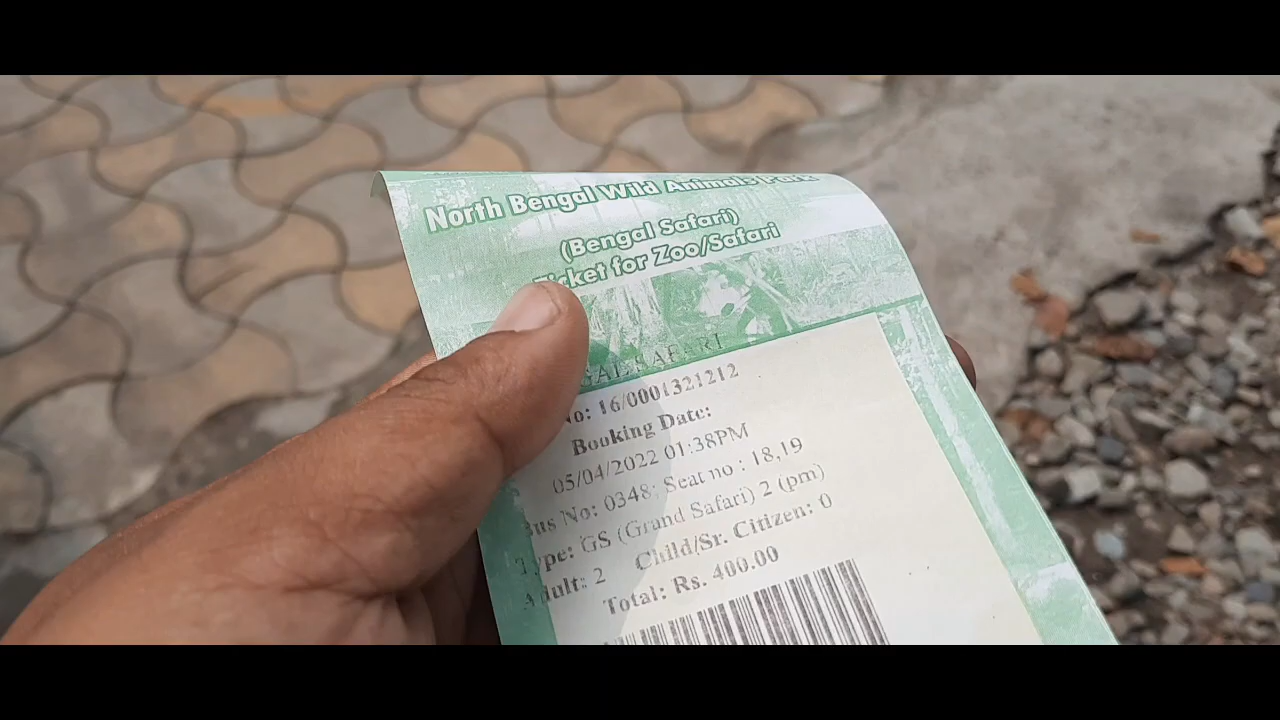 North Bengal Wild Animals Park
(Bengal Safari)
Ticket for Zoo/Safari
SAFARI
No: 16/0001321212
Booking Date:
05/04/2022 01:38PM
Bus No: 0348; Seat no : 18,19
Type: GS (Grand Safari) 2 (pm)
Adult: 2 Child/Sr. Citizen: 0
Total: Rs. 400.00